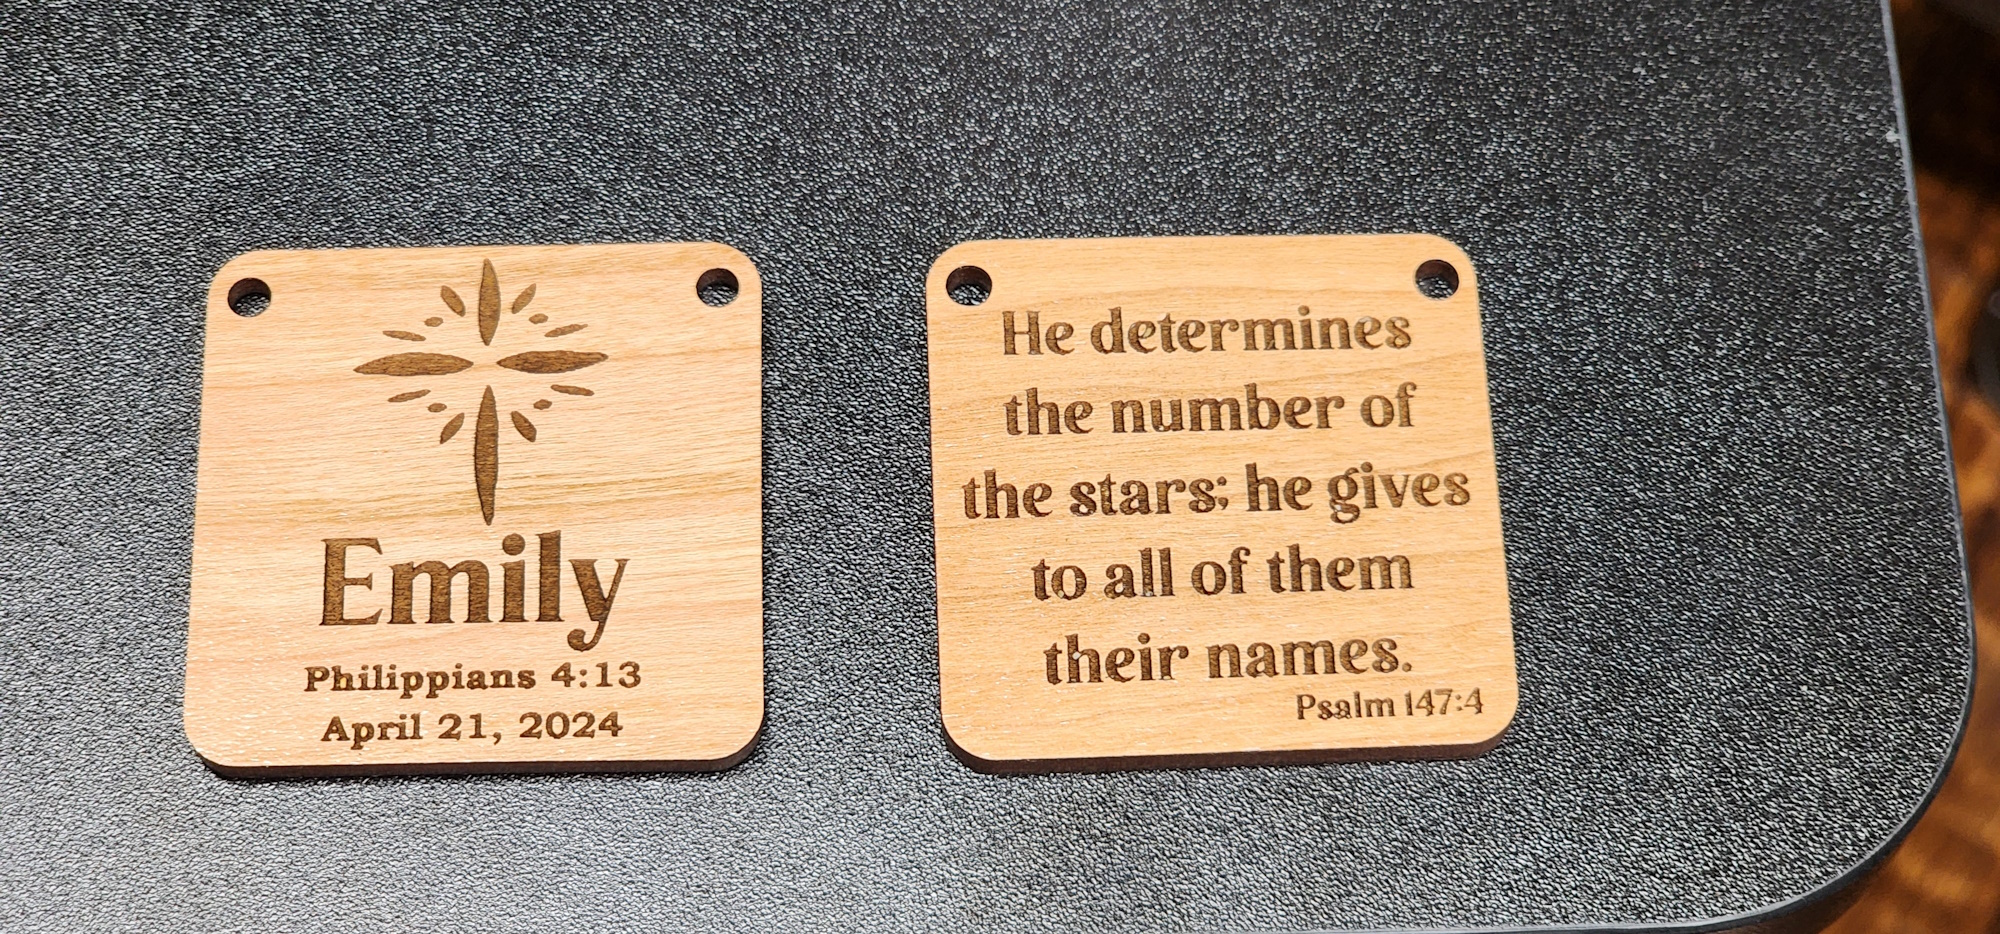 Emily
Philippians 4:13
April 21, 2024
He determines
the number of
the stars; he gives
to all of them
their names.
Psalm 147:4